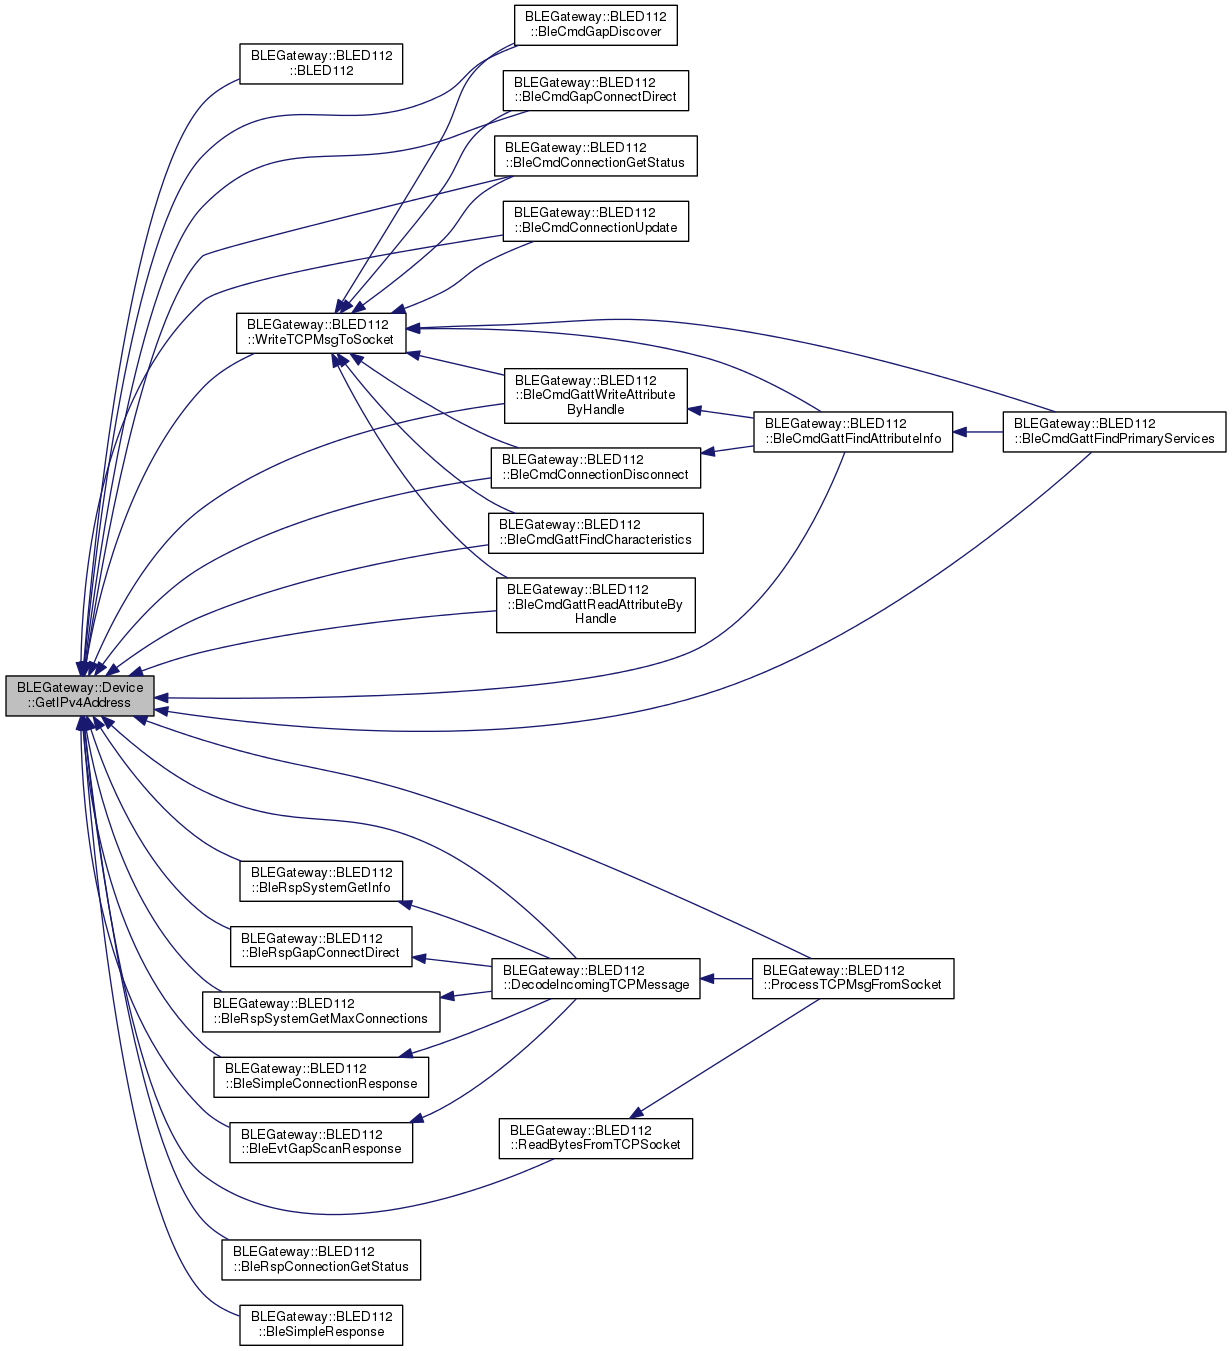 BLEGateway::BLED112
::BleCmdGapDiscover
BLEGateway::BLED112
::BLED112
BLEGateway::BLED112
::BleCmdGapConnectDirect
BLEGateway::BLED112
::BleCmdConnectionGetStatus
BLEGateway::BLED112
::BleCmdConnectionUpdate
BLEGateway::BLED112
::WriteTCPMsgToSocket
BLEGateway::BLED112
::BleCmdGattWriteAttribute
ByHandle
BLEGateway::BLED112
::BleCmdGattFindAttributeInfo
BLEGateway::BLED112
::BleCmdGattFindPrimaryServices
BLEGateway::BLED112
::BleCmdConnectionDisconnect
BLEGateway::BLED112
::BleCmdGattFindCharacteristics
BLEGateway::BLED112
::BleCmdGattReadAttributeBy
Handle
BLEGateway::Device
::GetIPv4Address
BLEGateway::BLED112
::BleRspSystemGetInfo
BLEGateway::BLED112
::BleRspGapConnectDirect
BLEGateway::BLED112
::DecodeIncomingTCPMessage
BLEGateway::BLED112
::ProcessTCPMsgFromSocket
BLEGateway::BLED112
::BleRspSystemGetMaxConnections
BLEGateway::BLED112
::BleSimpleConnectionResponse
BLEGateway::BLED112
::BleEvtGapScanResponse
BLEGateway::BLED112
::ReadBytesFromTCPSocket
BLEGateway::BLED112
::BleRspConnectionGetStatus
BLEGateway::BLED112
::BleSimpleResponse